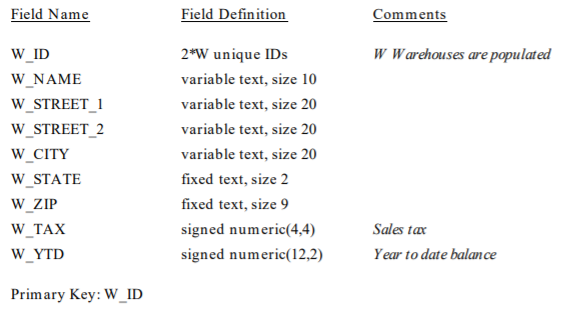 Field Name Field Definition Comments
W_ID 2*W unique IDs W Warehouses are populated
W_NAME variable text, size 10
W_STREET_1 variable text, size 20
W_STREET_2 variable text, size 20
W_CITY variable text, size 20
W_STATE fixed text, size 2
W_ZIP fixed text, size 9
W_TAX signed numeric(4,4) Sales tax
W_YTD signed numeric(12,2) Year to date balance
Primary Key: W_ID